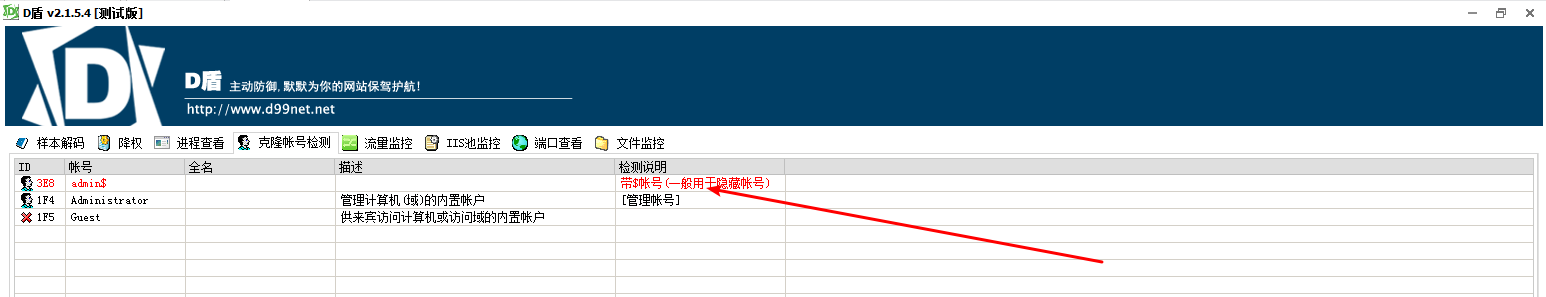 D盾 v2.1.5.4 [测试版]
D盾 主动防御,默默为你的网站保驾护航!
http://www.d99net.net
样本解码 降权 进程查看 克隆帐号检测 流量监控 IIS池监控 端口查看 文件监控
ID 帐号 全名 描述 检测说明
3E8 admin$ 带$帐号(一般用于隐藏帐号)
1F4 Administrator 管理计算机(域)的内置帐户 [管理帐号]
1F5 Guest 供来宾访问计算机或访问域的内置帐户